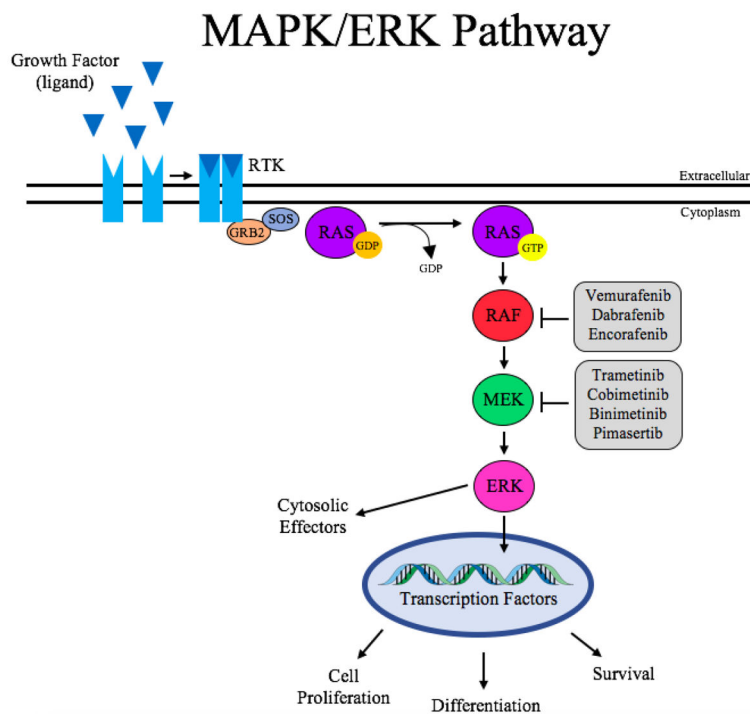 MAPK/ERK Pathway
Growth Factor
(ligand)
RTK
Extracellular
Cytoplasm
GRB2
SOS
RAS
GDP
GDP
RAS
GTP
RAF
Vemurafenib
Dabrafenib
Encorafenib
MEK
Trametinib
Cobimetinib
Binimetinib
Pimasertib
ERK
Cytosolic
Effectors
Transcription Factors
Cell
Proliferation
Differentiation
Survival